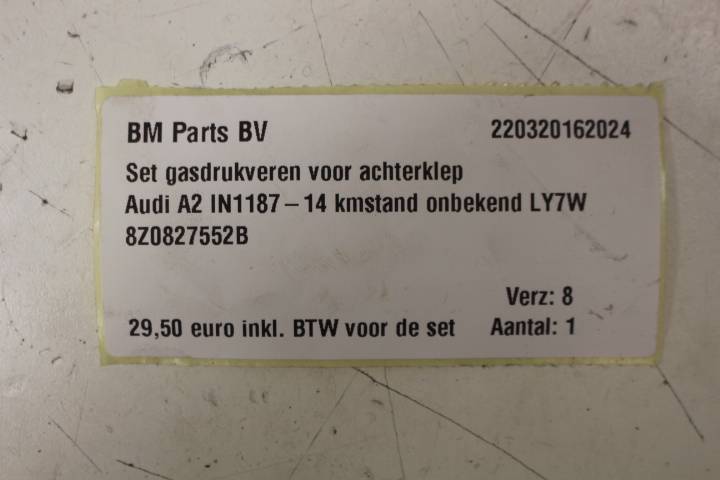 BM Parts BV 220320162024
Set gasdrukveren voor achterklep
Audi A2 IN1187-14 kmstand onbekend LY7W
8Z0827552B
Verz: 8
29,50 euro inkl. BTW voor de set Aantal: 1